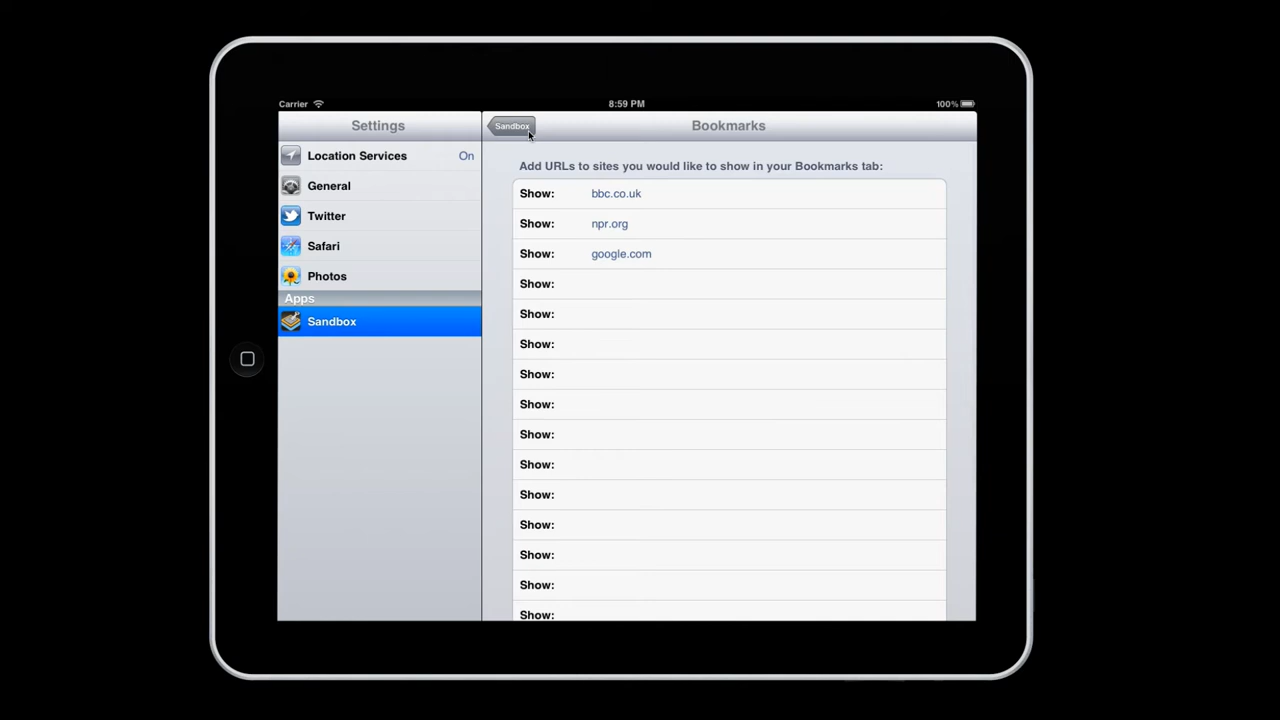 Carrier 8:59 PM 100%
Settings
Sandbox
Bookmarks
Location Services On
General
Twitter
Safari
Photos
Apps
Sandbox
Add URLs to sites you would like to show in your Bookmarks tab:
Show: bbc.co.uk
Show: npr.org
Show: google.com
Show:
Show:
Show:
Show:
Show:
Show:
Show:
Show:
Show:
Show:
Show:
Show: